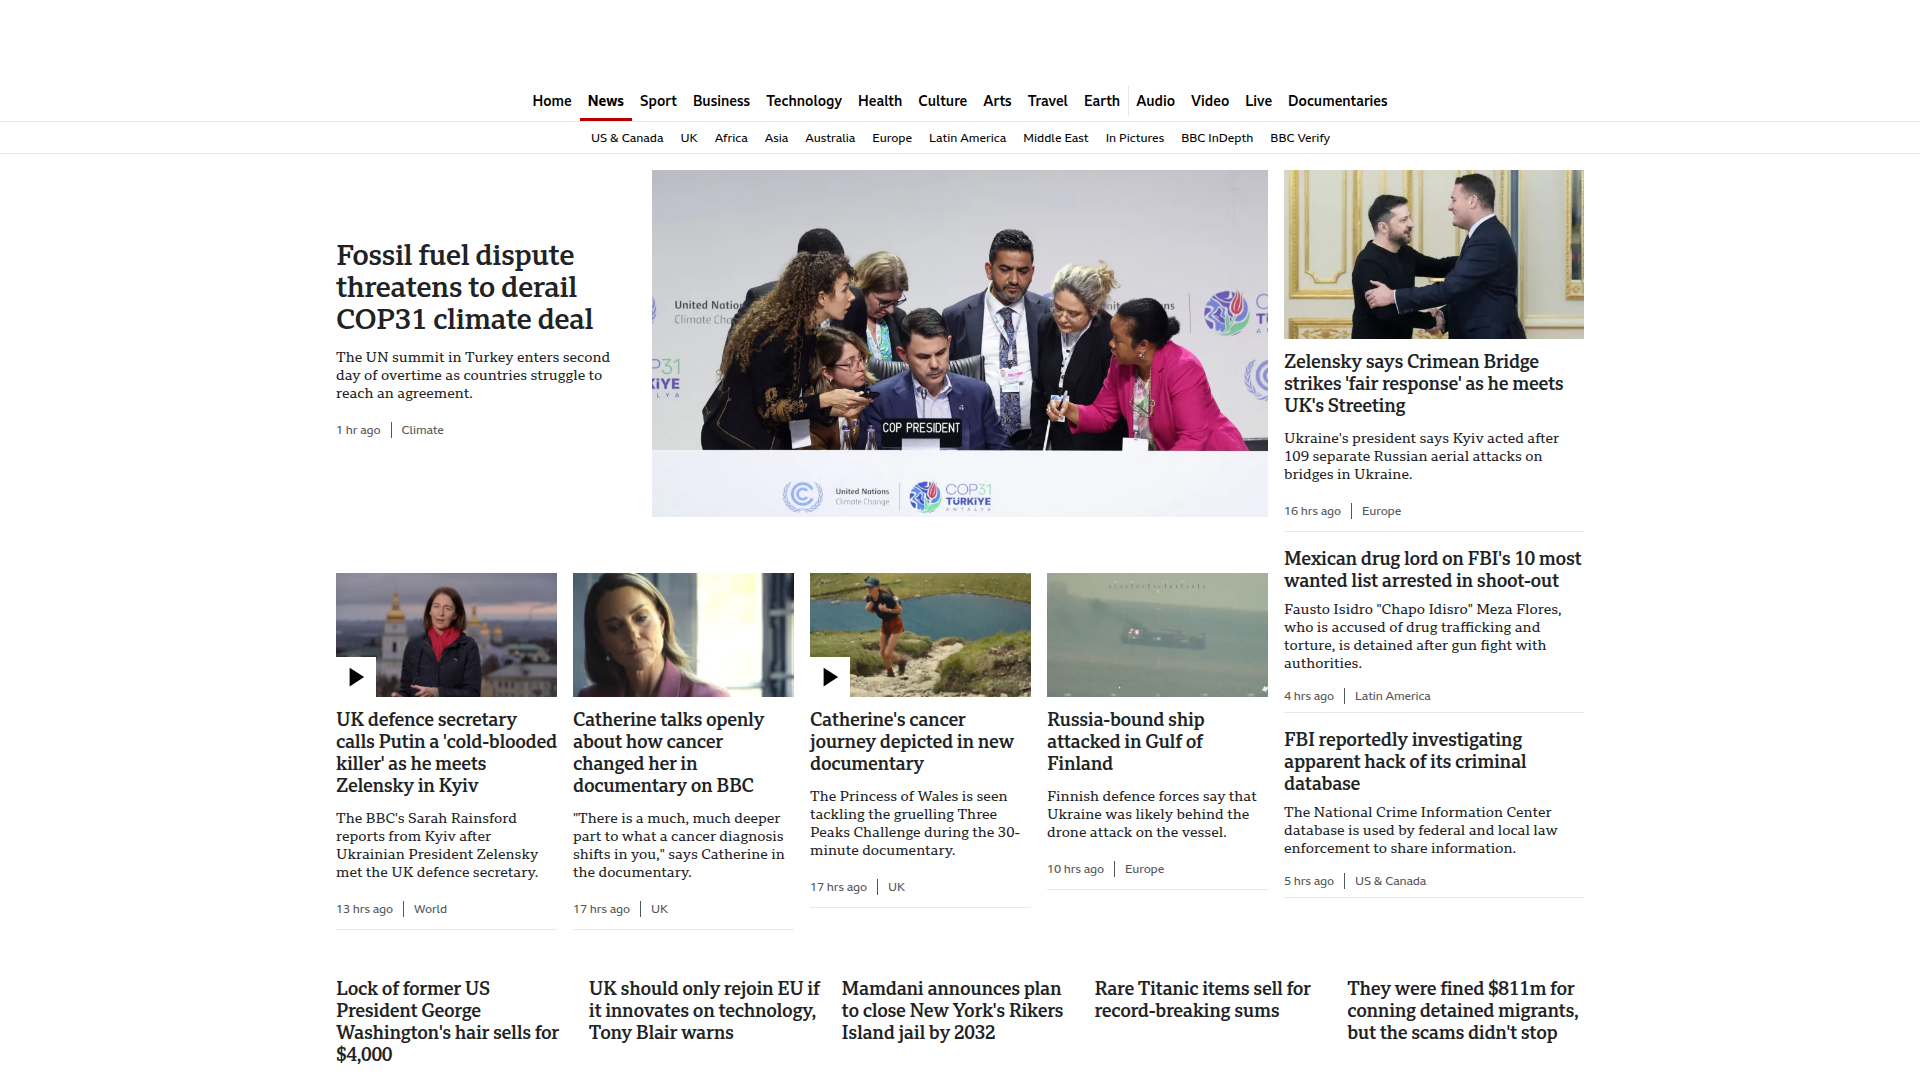 Home News Sport Business Technology Health Culture Arts Travel Earth Audio Video Live Documentaries
US & Canada UK Africa Asia Australia Europe Latin America Middle East In Pictures BBC InDepth BBC Verify
Fossil fuel dispute
threatens to derail
COP31 climate deal
The UN summit in Turkey enters second
day of overtime as countries struggle to
reach an agreement.
1 hr ago | Climate
United Nations
Climate Change
COP PRESIDENT
United Nations
Climate Change
COP31
TÜRKİYE
ANTALYA
Zelensky says Crimean Bridge
strikes 'fair response' as he meets
UK's Streeting
Ukraine's president says Kyiv acted after
109 separate Russian aerial attacks on
bridges in Ukraine.
16 hrs ago | Europe
Mexican drug lord on FBI's 10 most
wanted list arrested in shoot-out
Fausto Isidro "Chapo Idisro" Meza Flores,
who is accused of drug trafficking and
torture, is detained after gun fight with
authorities.
4 hrs ago | Latin America
FBI reportedly investigating
apparent hack of its criminal
database
The National Crime Information Center
database is used by federal and local law
enforcement to share information.
5 hrs ago | US & Canada
UK defence secretary
calls Putin a 'cold-blooded
killer' as he meets
Zelensky in Kyiv
The BBC's Sarah Rainsford
reports from Kyiv after
Ukrainian President Zelensky
met the UK defence secretary.
13 hrs ago | World
Catherine talks openly
about how cancer
changed her in
documentary on BBC
"There is a much, much deeper
part to what a cancer diagnosis
shifts in you," says Catherine in
the documentary.
17 hrs ago | UK
Catherine's cancer
journey depicted in new
documentary
The Princess of Wales is seen
tackling the gruelling Three
Peaks Challenge during the 30-
minute documentary.
17 hrs ago | UK
Russia-bound ship
attacked in Gulf of
Finland
Finnish defence forces say that
Ukraine was likely behind the
drone attack on the vessel.
10 hrs ago | Europe
Lock of former US
President George
Washington's hair sells for
$4,000
UK should only rejoin EU if
it innovates on technology,
Tony Blair warns
Mamdani announces plan
to close New York's Rikers
Island jail by 2032
Rare Titanic items sell for
record-breaking sums
They were fined $811m for
conning detained migrants,
but the scams didn't stop